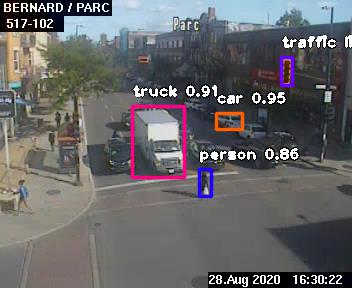 BERNARD / PARC
517-102
Parc
traffic
truck 0.91
car 0.95
person 0.86
28.Aug 2020 16:30:22